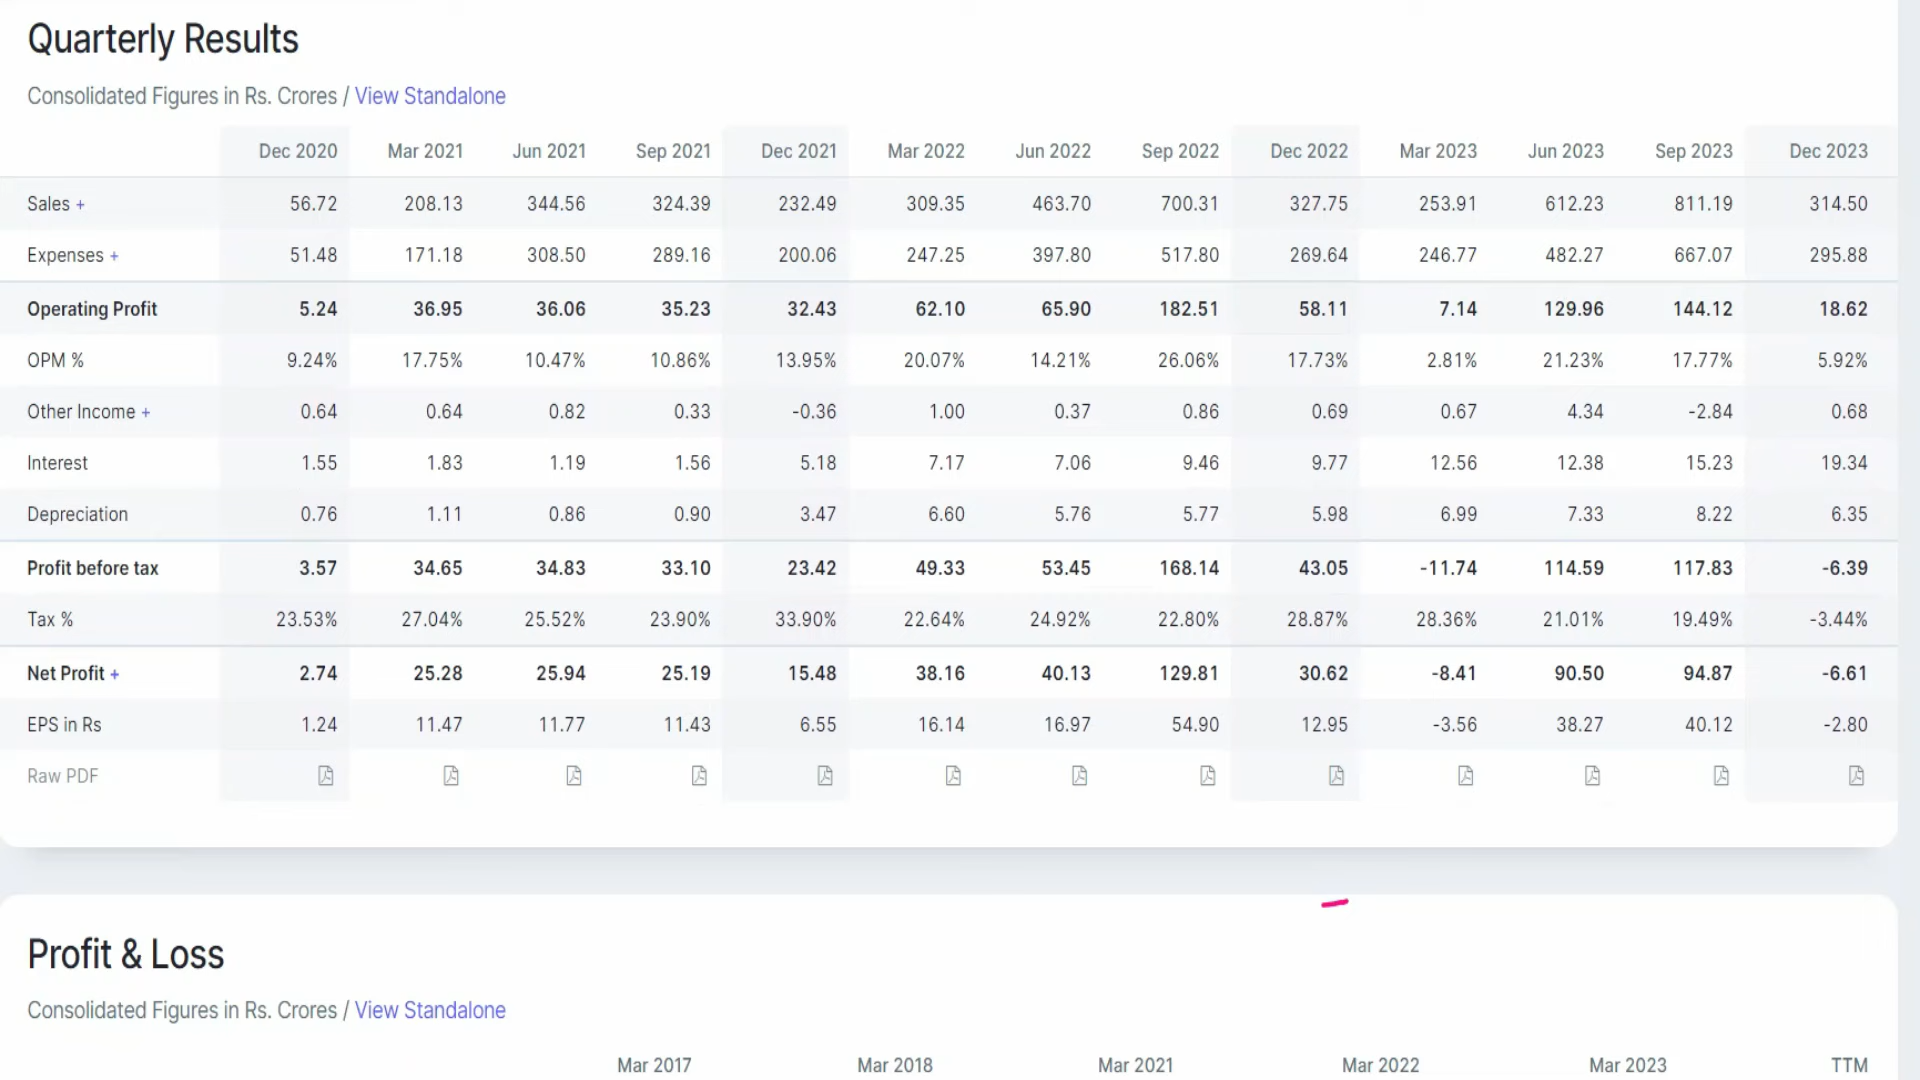 Quarterly Results
Consolidated Figures in Rs. Crores / View Standalone
Dec 2020 Mar 2021 Jun 2021 Sep 2021 Dec 2021 Mar 2022 Jun 2022 Sep 2022 Dec 2022 Mar 2023 Jun 2023 Sep 2023 Dec 2023
Sales + 56.72 208.13 344.56 324.39 232.49 309.35 463.70 700.31 327.75 253.91 612.23 811.19 314.50
Expenses + 51.48 171.18 308.50 289.16 200.06 247.25 397.80 517.80 269.64 246.77 482.27 667.07 295.88
Operating Profit 5.24 36.95 36.06 35.23 32.43 62.10 65.90 182.51 58.11 7.14 129.96 144.12 18.62
OPM % 9.24% 17.75% 10.47% 10.86% 13.95% 20.07% 14.21% 26.06% 17.73% 2.81% 21.23% 17.77% 5.92%
Other Income + 0.64 0.64 0.82 0.33 -0.36 1.00 0.37 0.86 0.69 0.67 4.34 -2.84 0.68
Interest 1.55 1.83 1.19 1.56 5.18 7.17 7.06 9.46 9.77 12.56 12.38 15.23 19.34
Depreciation 0.76 1.11 0.86 0.90 3.47 6.60 5.76 5.77 5.98 6.99 7.33 8.22 6.35
Profit before tax 3.57 34.65 34.83 33.10 23.42 49.33 53.45 168.14 43.05 -11.74 114.59 117.83 -6.39
Tax % 23.53% 27.04% 25.52% 23.90% 33.90% 22.64% 24.92% 22.80% 28.87% 28.36% 21.01% 19.49% -3.44%
Net Profit + 2.74 25.28 25.94 25.19 15.48 38.16 40.13 129.81 30.62 -8.41 90.50 94.87 -6.61
EPS in Rs 1.24 11.47 11.77 11.43 6.55 16.14 16.97 54.90 12.95 -3.56 38.27 40.12 -2.80
Raw PDF
Profit & Loss
Consolidated Figures in Rs. Crores / View Standalone
Mar 2017 Mar 2018 Mar 2021 Mar 2022 Mar 2023 TTM